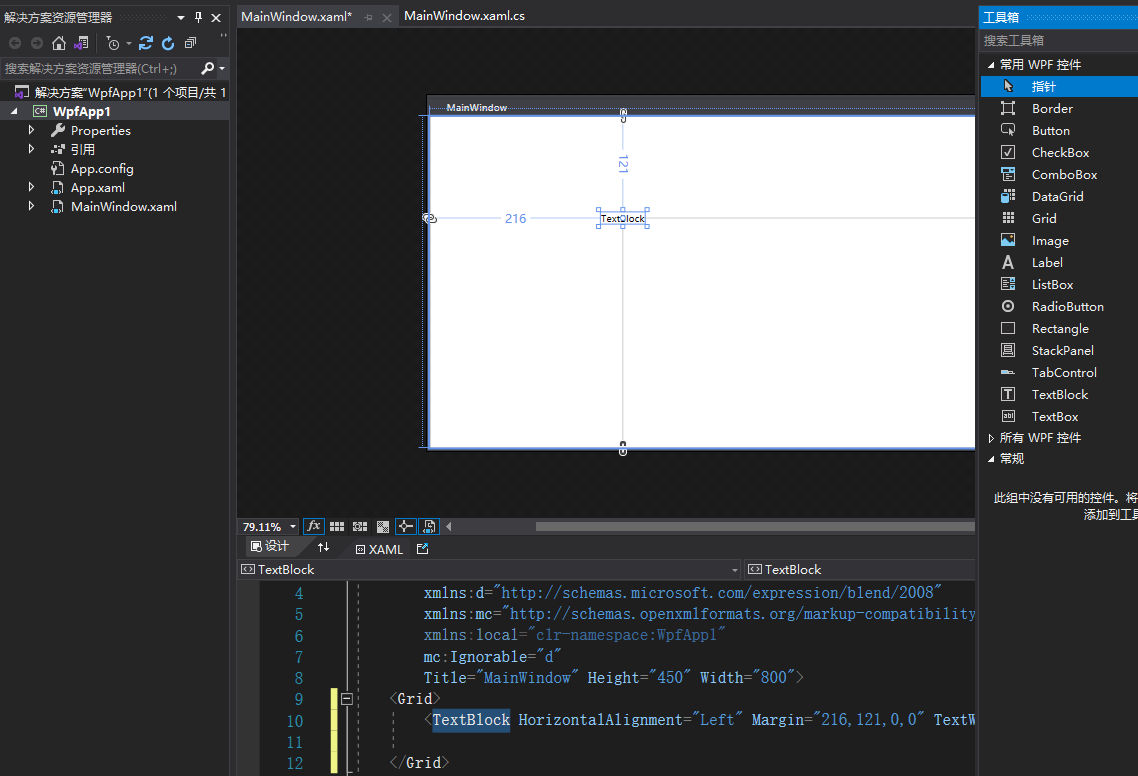 解决方案资源管理器
搜索解决方案资源管理器(Ctrl+;)
解决方案"WpfApp1"(1 个项目/共 1
C# WpfApp1
Properties
引用
App.config
App.xaml
MainWindow.xaml
MainWindow.xaml*
MainWindow.xaml.cs
MainWindow
121
216
TextBlock
79.11%
fx
设计
XAML
TextBlock
TextBlock
4 xmlns:d="http://schemas.microsoft.com/expression/blend/2008"
5 xmlns:mc="http://schemas.openxmlformats.org/markup-compatibility
6 xmlns:local="clr-namespace:WpfApp1"
7 mc:Ignorable="d"
8 Title="MainWindow" Height="450" Width="800">
9 <Grid>
10 <TextBlock HorizontalAlignment="Left" Margin="216,121,0,0" TextW
11
12 </Grid>
工具箱
搜索工具箱
常用 WPF 控件
指针
Border
Button
CheckBox
ComboBox
DataGrid
Grid
Image
Label
ListBox
RadioButton
Rectangle
StackPanel
TabControl
TextBlock
TextBox
所有 WPF 控件
常规
此组中没有可用的控件。将
添加到工具